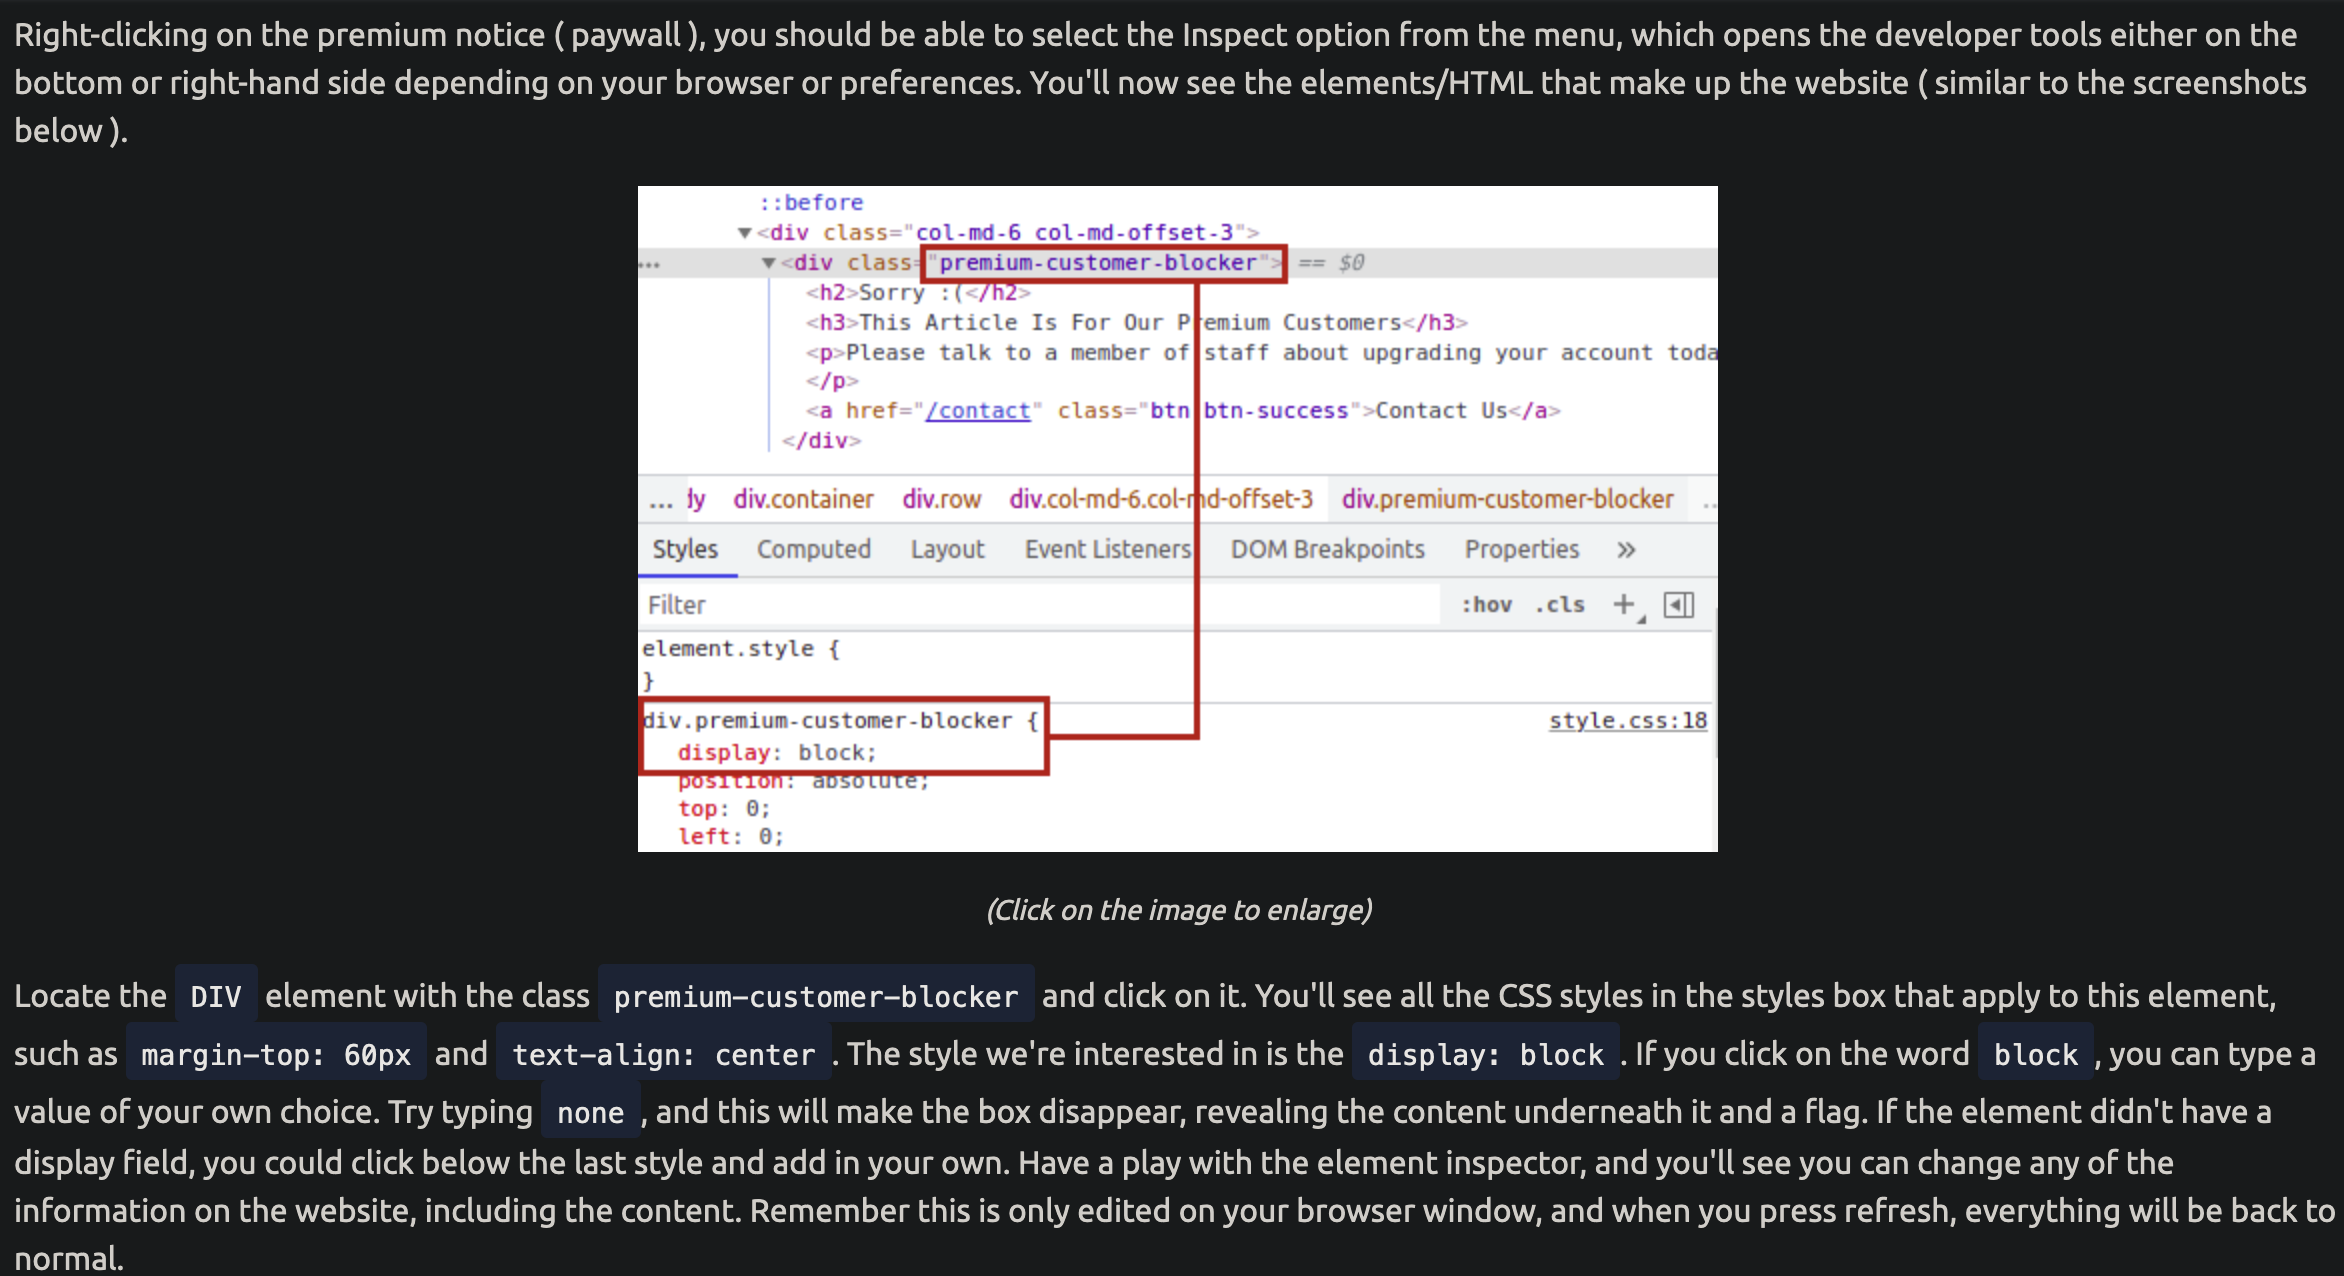 Right-clicking on the premium notice ( paywall ), you should be able to select the Inspect option from the menu, which opens the developer tools either on the
bottom or right-hand side depending on your browser or preferences. You'll now see the elements/HTML that make up the website ( similar to the screenshots
below ).
::before
▼<div class="col-md-6 col-md-offset-3">
… ▼<div class="premium-customer-blocker"> == $0
<h2>Sorry :(</h2>
<h3>This Article Is For Our Premium Customers</h3>
<p>Please talk to a member of staff about upgrading your account toda
</p>
<a href="/contact" class="btn btn-success">Contact Us</a>
</div>
... dy div.container div.row div.col-md-6.col-md-offset-3 div.premium-customer-blocker ..
Styles Computed Layout Event Listeners DOM Breakpoints Properties »
Filter :hov .cls +
element.style {
}
div.premium-customer-blocker { style.css:18
display: block;
position: absolute;
top: 0;
left: 0;
(Click on the image to enlarge)
Locate the DIV element with the class premium-customer-blocker and click on it. You'll see all the CSS styles in the styles box that apply to this element,
such as margin-top: 60px and text-align: center . The style we're interested in is the display: block . If you click on the word block , you can type a
value of your own choice. Try typing none , and this will make the box disappear, revealing the content underneath it and a flag. If the element didn't have a
display field, you could click below the last style and add in your own. Have a play with the element inspector, and you'll see you can change any of the
information on the website, including the content. Remember this is only edited on your browser window, and when you press refresh, everything will be back to
normal.